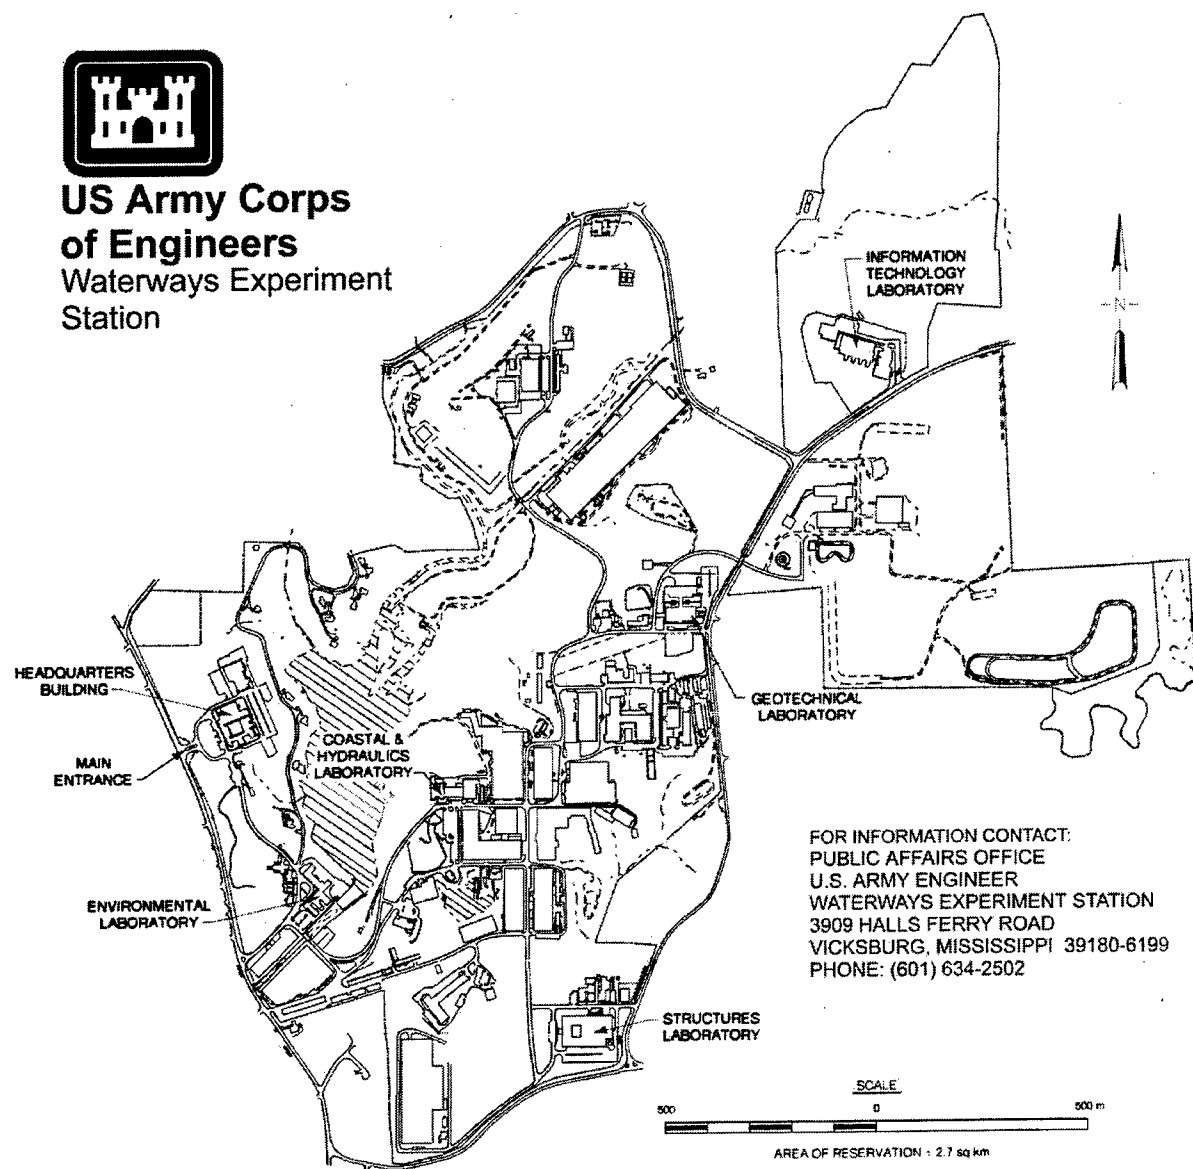 US Army Corps
of Engineers
Waterways Experiment
Station
INFORMATION
TECHNOLOGY
LABORATORY
N
HEADQUARTERS
BUILDING
MAIN
ENTRANCE
COASTAL &
HYDRAULICS
LABORATORY
GEOTECHNICAL
LABORATORY
ENVIRONMENTAL
LABORATORY
STRUCTURES
LABORATORY
FOR INFORMATION CONTACT:
PUBLIC AFFAIRS OFFICE
U.S. ARMY ENGINEER
WATERWAYS EXPERIMENT STATION
3909 HALLS FERRY ROAD
VICKSBURG, MISSISSIPPI 39180-6199
PHONE: (601) 634-2502
SCALE
500 0 500 m
AREA OF RESERVATION = 2.7 sq km